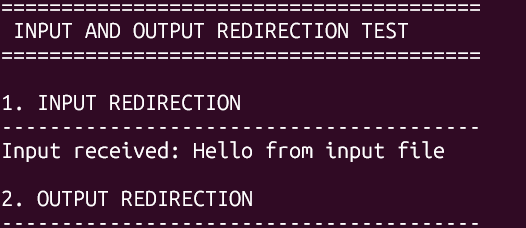 ========================================
 INPUT AND OUTPUT REDIRECTION TEST
========================================

1. INPUT REDIRECTION
----------------------------------------
Input received: Hello from input file

2. OUTPUT REDIRECTION
----------------------------------------